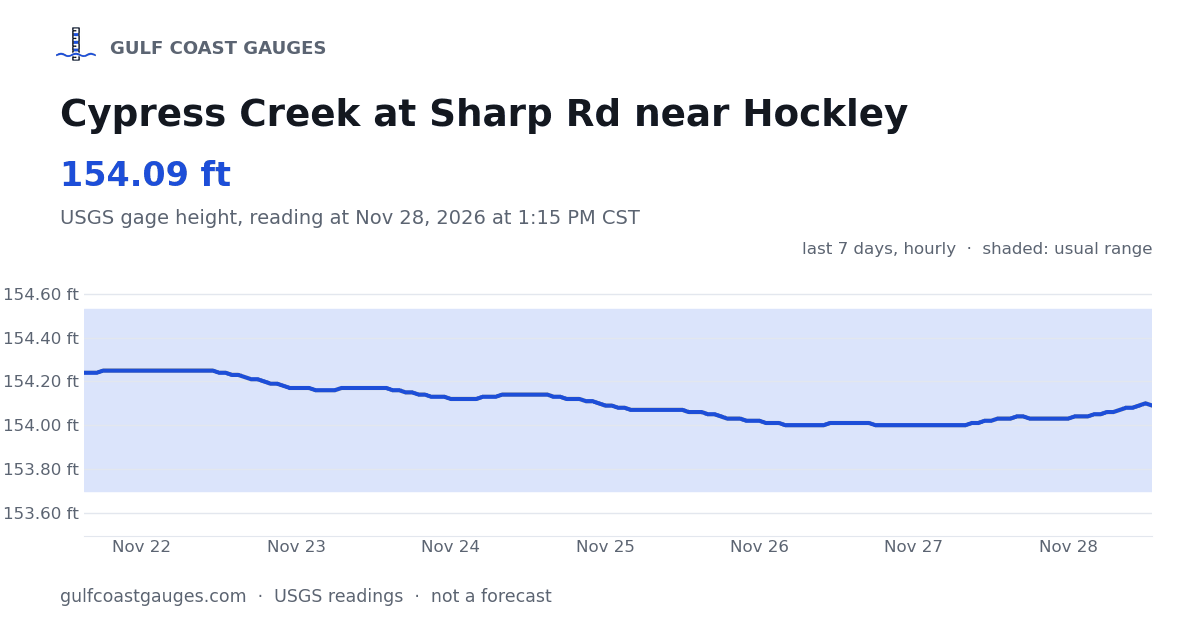 GULF COAST GAUGES
Cypress Creek at Sharp Rd near Hockley
154.09 ft
USGS gage height, reading at Nov 28, 2026 at 1:15 PM CST
last 7 days, hourly · shaded: usual range
154.60 ft
154.40 ft
154.20 ft
154.00 ft
153.80 ft
153.60 ft
Nov 22 Nov 23 Nov 24 Nov 25 Nov 26 Nov 27 Nov 28
gulfcoastgauges.com · USGS readings · not a forecast